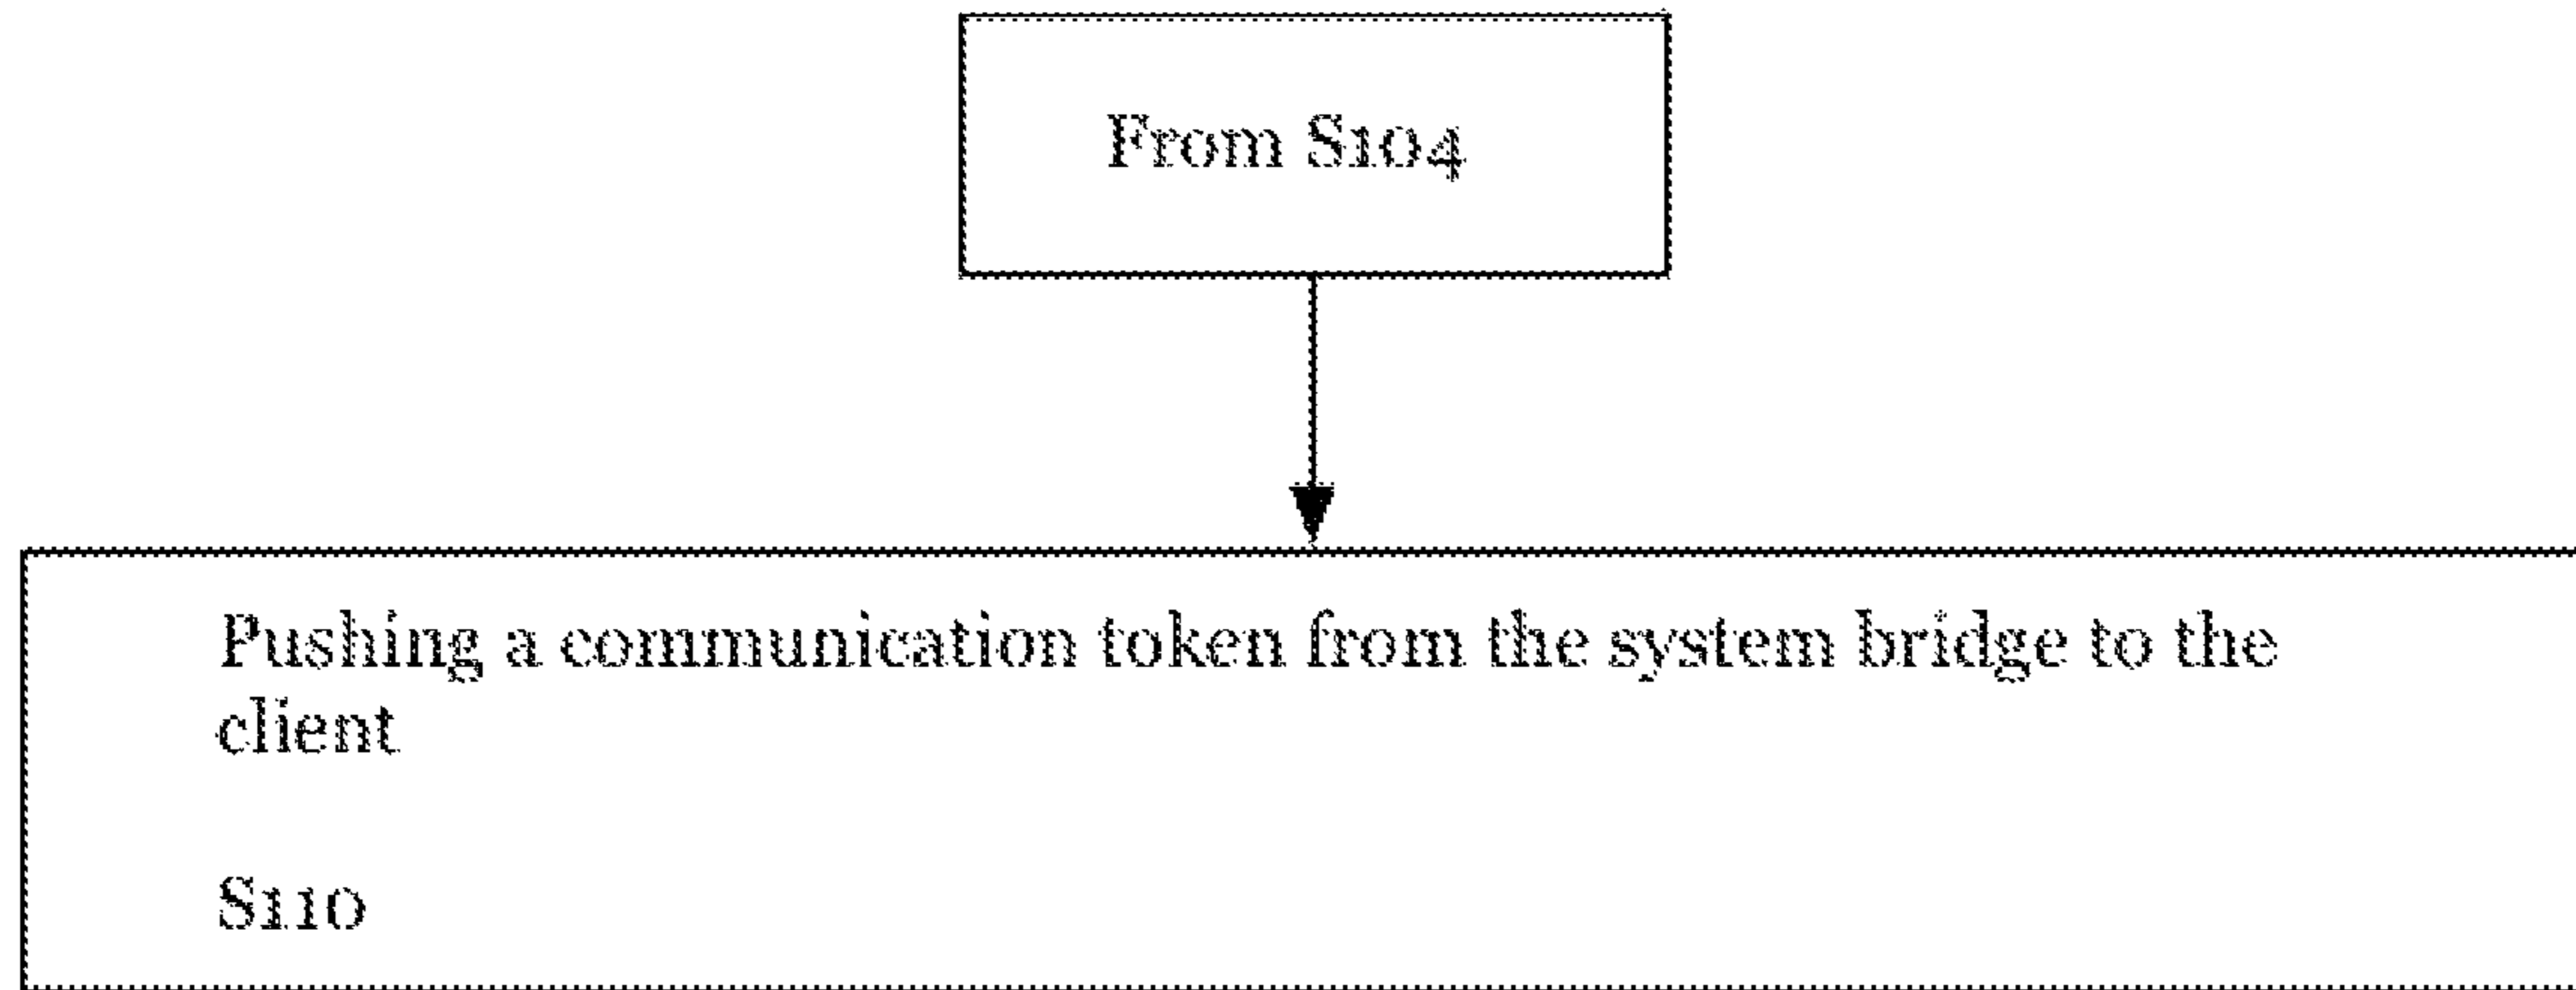 From S104
Pushing a communication token from the system bridge to the
client
S110